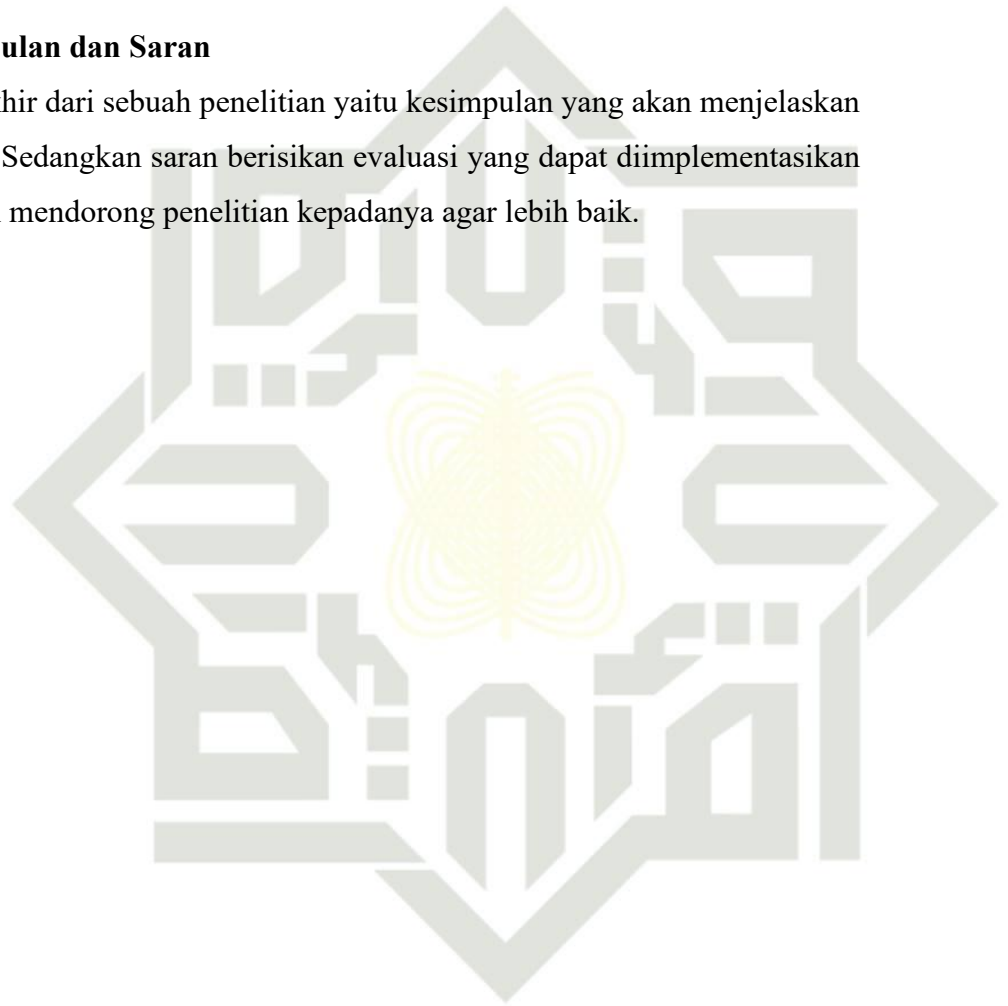 ulan dan Saran
hir dari sebuah penelitian yaitu kesimpulan yang akan menjelaskan
Sedangkan saran berisikan evaluasi yang dapat diimplementasikan
mendorong penelitian kepadanya agar lebih baik.